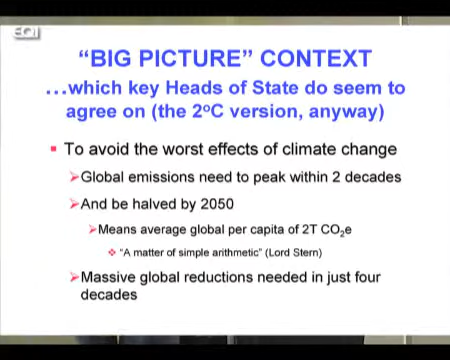 EQI
"BIG PICTURE" CONTEXT
…which key Heads of State do seem to
agree on (the 2ºC version, anyway)
To avoid the worst effects of climate change
Global emissions need to peak within 2 decades
And be halved by 2050
Means average global per capita of 2T CO₂e
"A matter of simple arithmetic" (Lord Stern)
Massive global reductions needed in just four
decades